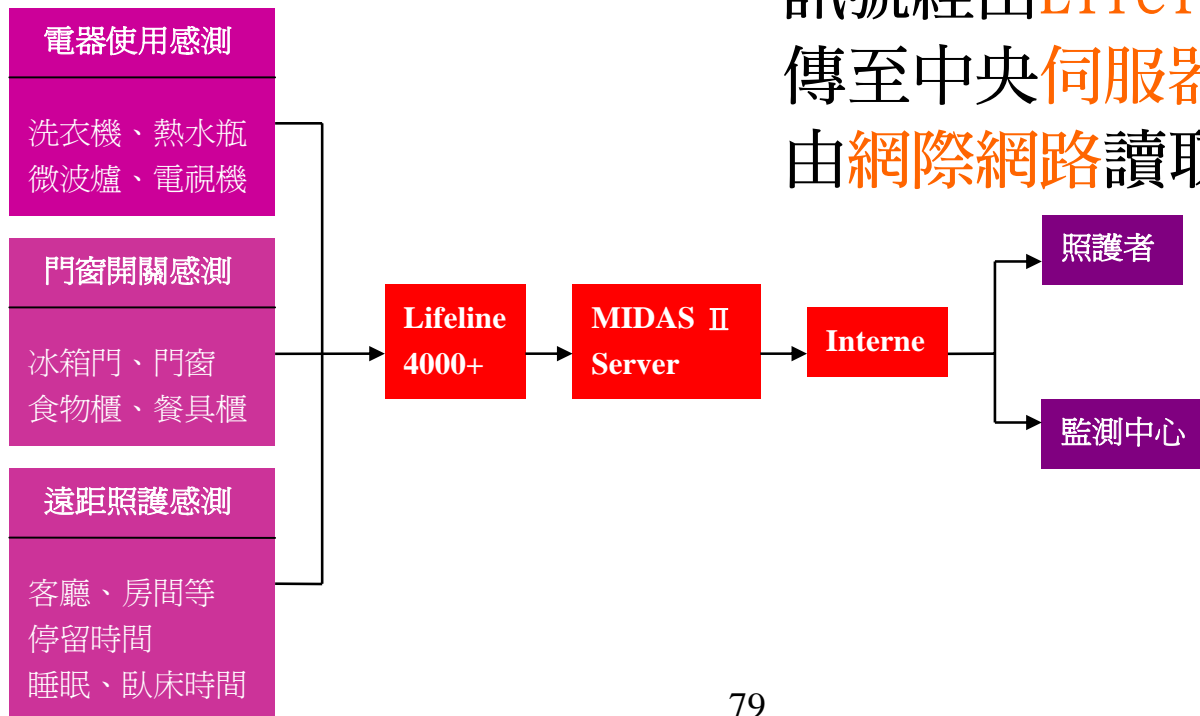 訊號經由
傳至中央伺服器
由網際網路讀取
電器使用感測
洗衣機、熱水瓶
微波爐、電視機
門窗開關感測
冰箱門、門窗
食物櫃、餐具櫃
遠距照護感測
客廳、房間等
停留時間
睡眠、臥床時間
Lifeline
4000+
MIDAS Ⅱ
Server
Interne
照護者
監測中心
79